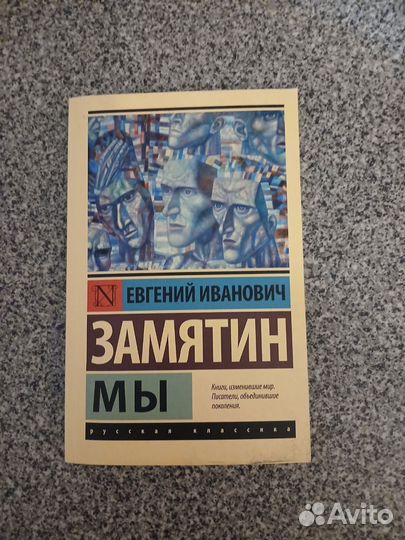 N ЕВГЕНИЙ ИВАНОВИЧ
ЗАМЯТИН
МЫ
Книги, изменившие мир.
Писатели, объединившие
поколения.
русская классика
Avito